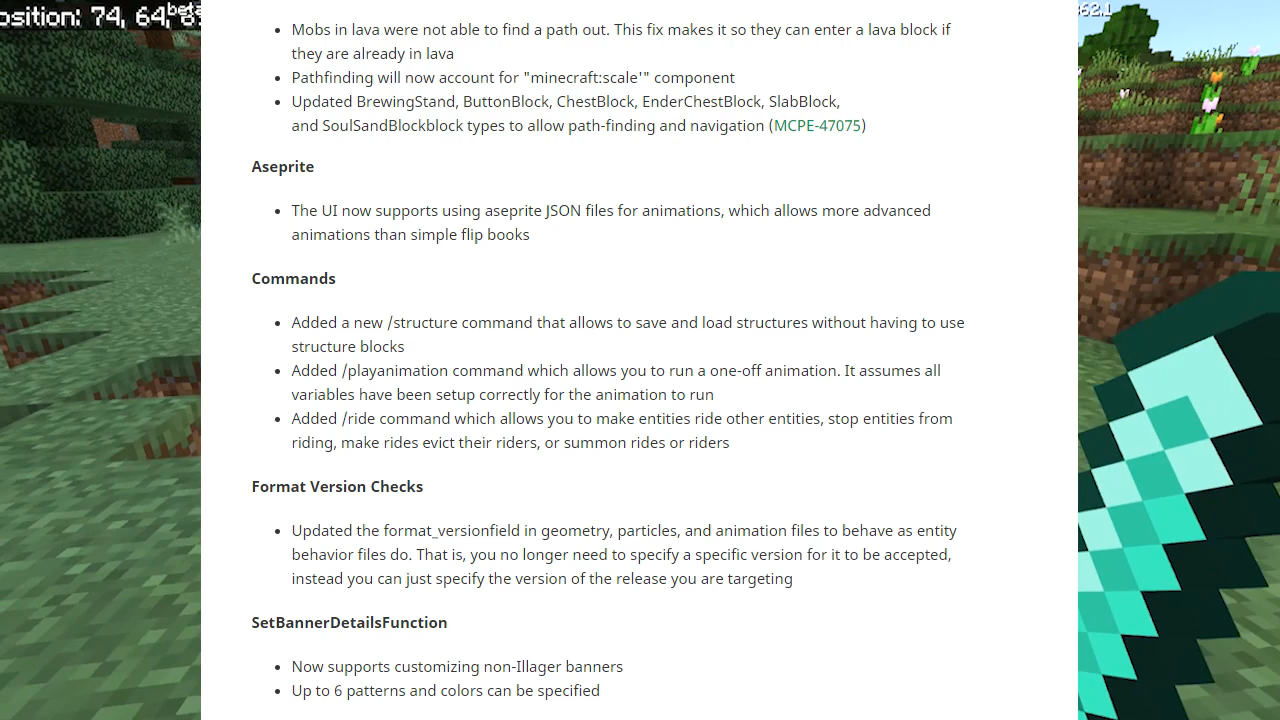 osition: 74, 64, 6
beta
62.1
Mobs in lava were not able to find a path out. This fix makes it so they can enter a lava block if
they are already in lava
Pathfinding will now account for "minecraft:scale'" component
Updated BrewingStand, ButtonBlock, ChestBlock, EnderChestBlock, SlabBlock,
and SoulSandBlockblock types to allow path-finding and navigation (MCPE-47075)
Aseprite
The UI now supports using aseprite JSON files for animations, which allows more advanced
animations than simple flip books
Commands
Added a new /structure command that allows to save and load structures without having to use
structure blocks
Added /playanimation command which allows you to run a one-off animation. It assumes all
variables have been setup correctly for the animation to run
Added /ride command which allows you to make entities ride other entities, stop entities from
riding, make rides evict their riders, or summon rides or riders
Format Version Checks
Updated the format_versionfield in geometry, particles, and animation files to behave as entity
behavior files do. That is, you no longer need to specify a specific version for it to be accepted,
instead you can just specify the version of the release you are targeting
SetBannerDetailsFunction
Now supports customizing non-Illager banners
Up to 6 patterns and colors can be specified